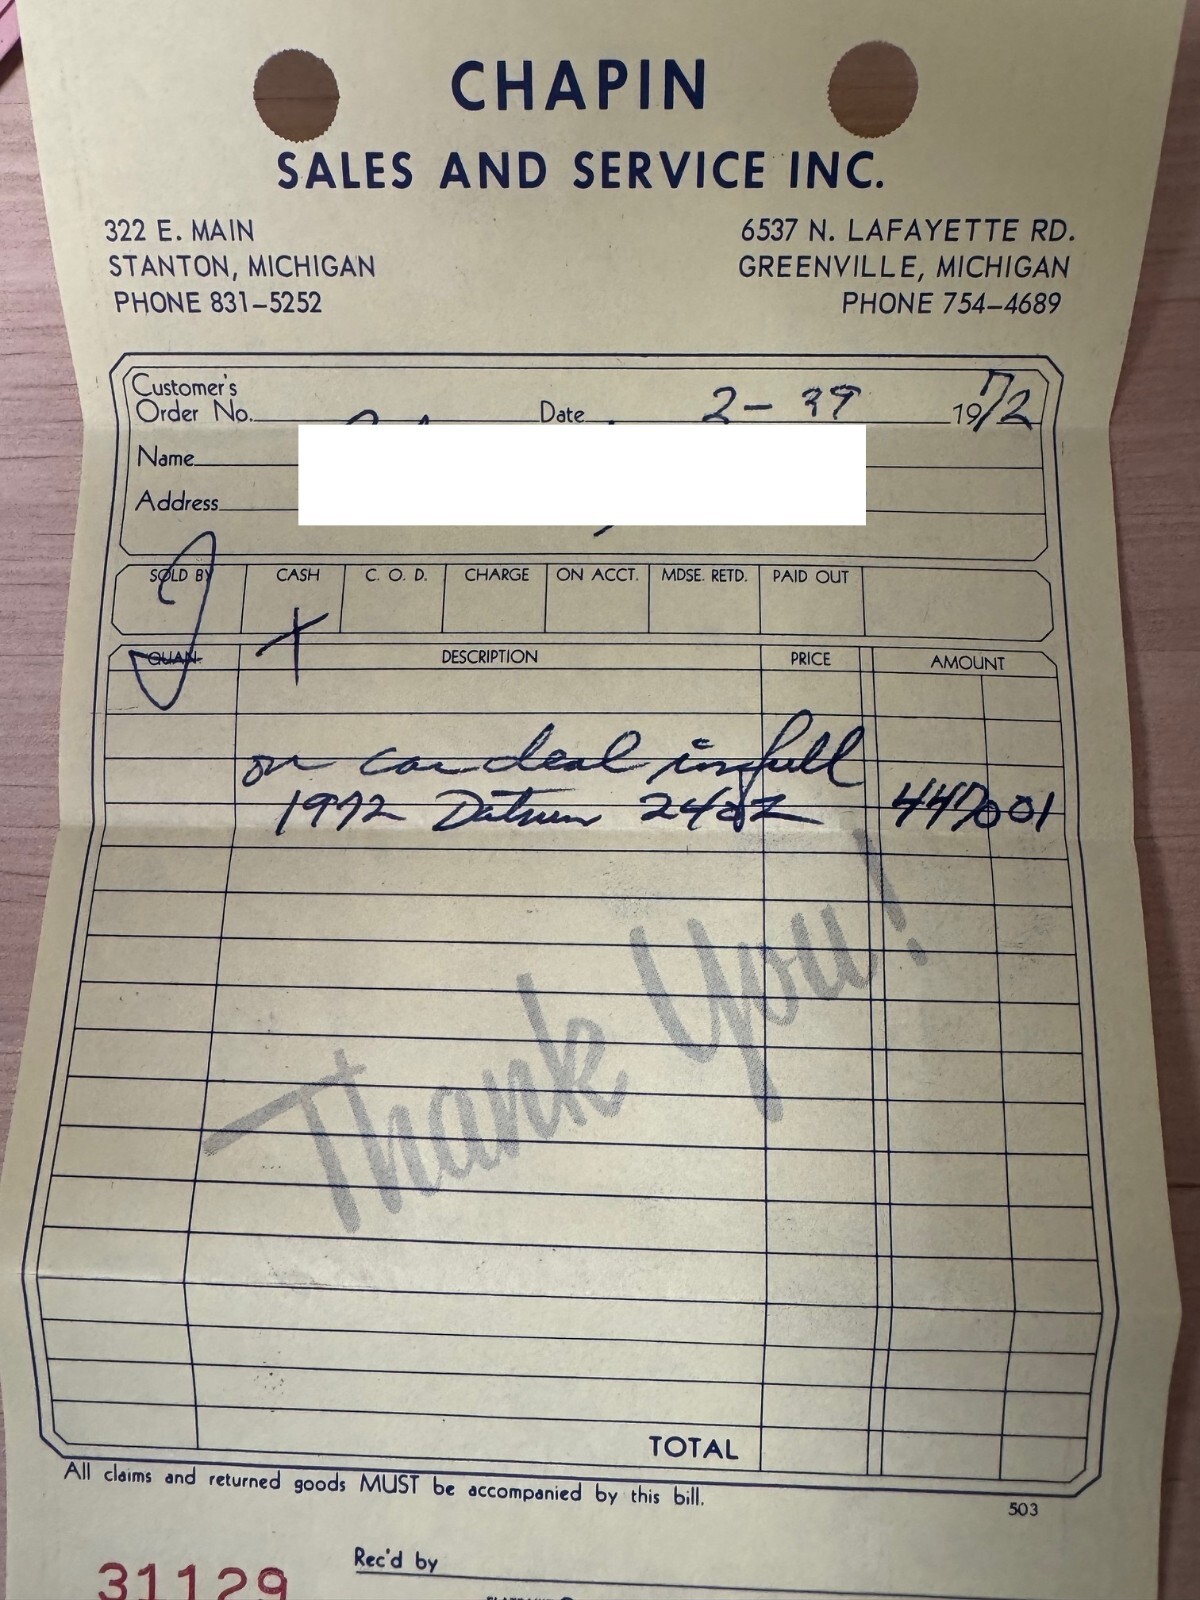 CHAPIN
SALES AND SERVICE INC.
322 E. MAIN
STANTON, MICHIGAN
PHONE 831-5252
6537 N. LAFAYETTE RD.
GREENVILLE, MICHIGAN
PHONE 754-4689
Customer's
Order No. Date 2- 1972
Name
Address
SOLD BY CASH C. O. D. CHARGE ON ACCT. MDSE. RETD. PAID OUT
QUAN. DESCRIPTION PRICE AMOUNT
on car deal in full
1972 Datsun 240Z 4470 01
Thank You!
TOTAL
All claims and returned goods MUST be accompanied by this bill.
503
31129
Rec'd by